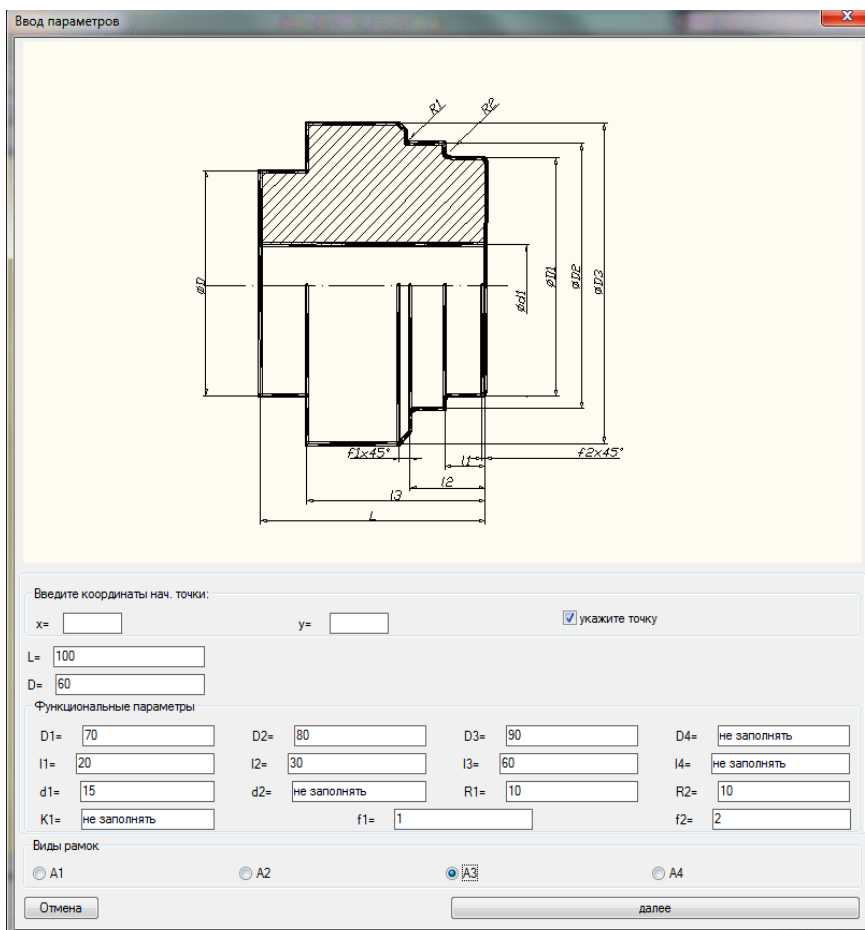 Ввод параметров
R1 R2
øD ød1 øD1 øD2 øD3
f1x45° l1 f2x45°
l2
l3
L
Введите координаты нач. точки:
x= y= укажите точку
L= 100
D= 60
Функциональные параметры
D1= 70 D2= 80 D3= 90 D4= не заполнять
l1= 20 l2= 30 l3= 60 l4= не заполнять
d1= 15 d2= не заполнять R1= 10 R2= 10
K1= не заполнять f1= 1 f2= 2
Виды рамок
A1 A2 A3 A4
Отмена далее